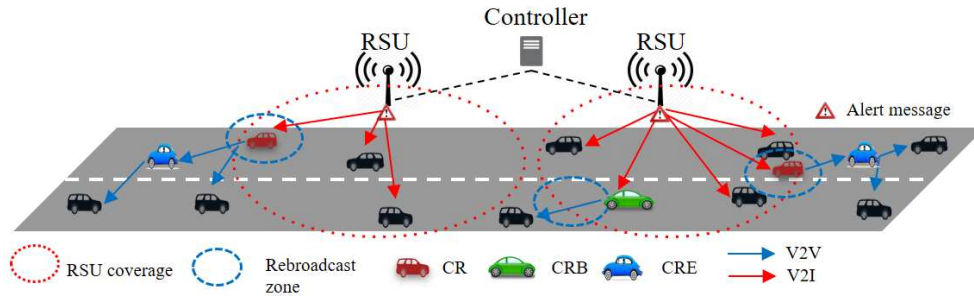 Controller
RSU
RSU
Alert message
RSU coverage
Rebroadcast
zone
CR
CRB
CRE
V2V
V2I